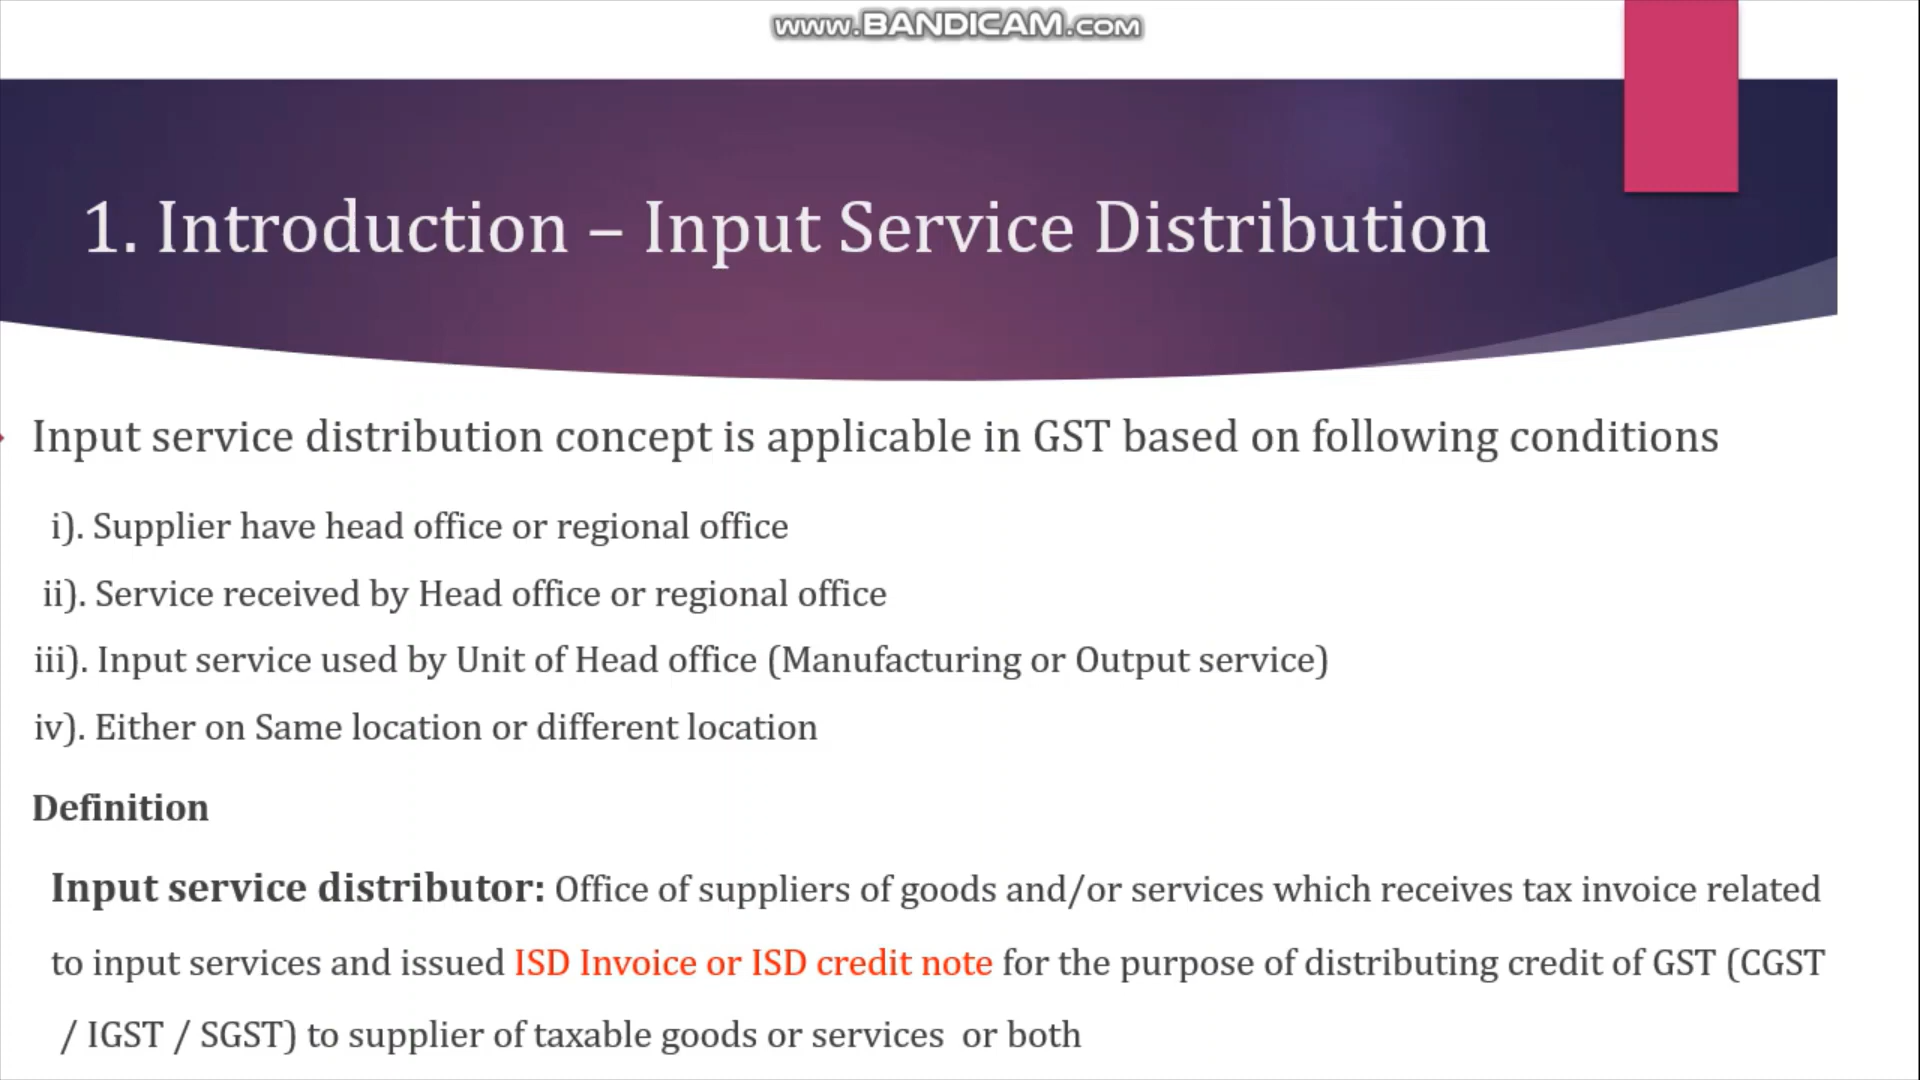 www.BANDICAM.com
1. Introduction – Input Service Distribution
Input service distribution concept is applicable in GST based on following conditions
i). Supplier have head office or regional office
ii). Service received by Head office or regional office
iii). Input service used by Unit of Head office (Manufacturing or Output service)
iv). Either on Same location or different location
Definition
Input service distributor: Office of suppliers of goods and/or services which receives tax invoice related
to input services and issued ISD Invoice or ISD credit note for the purpose of distributing credit of GST (CGST
/ IGST / SGST) to supplier of taxable goods or services or both